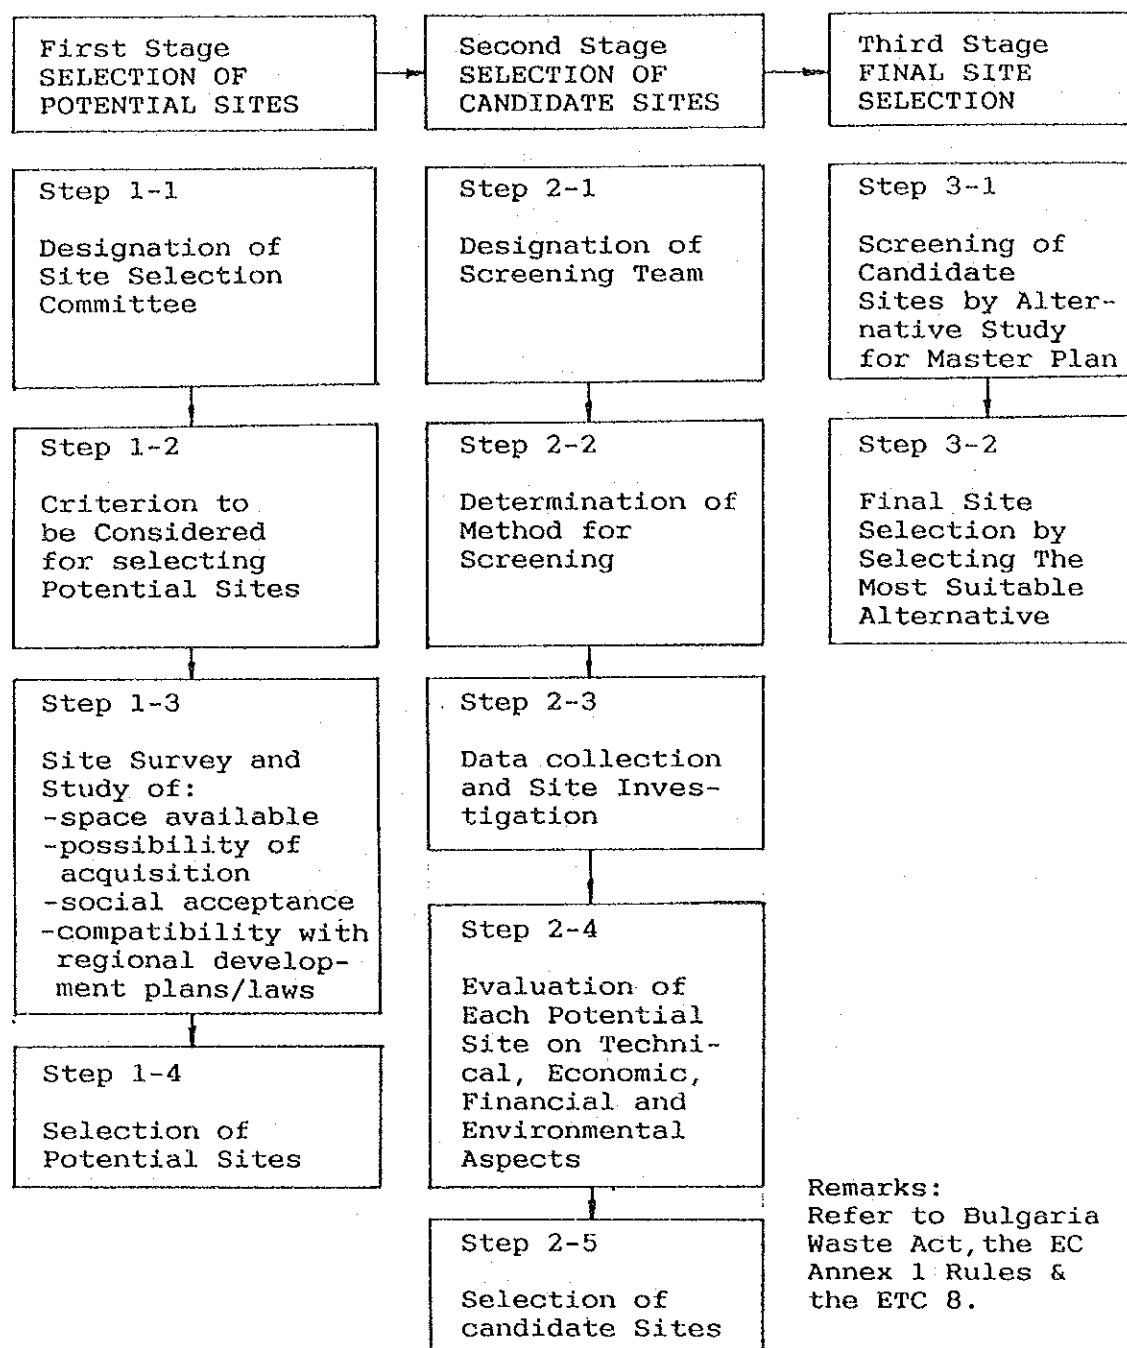 First Stage
SELECTION OF
POTENTIAL SITES
Second Stage
SELECTION OF
CANDIDATE SITES
Third Stage
FINAL SITE
SELECTION
Step 1-1
Designation of
Site Selection
Committee
Step 1-2
Criterion to
be Considered
for selecting
Potential Sites
Step 1-3
Site Survey and
Study of:
-space available
-possibility of
acquisition
-social acceptance
-compatibility with
regional develop-
ment plans/laws
Step 1-4
Selection of
Potential Sites
Step 2-1
Designation of
Screening Team
Step 2-2
Determination of
Method for
Screening
Step 2-3
Data collection
and Site Inves-
tigation
Step 2-4
Evaluation of
Each Potential
Site on Techni-
cal, Economic,
Financial and
Environmental
Aspects
Step 2-5
Selection of
candidate Sites
Step 3-1
Screening of
Candidate
Sites by Alter-
native Study
for Master Plan
Step 3-2
Final Site
Selection by
Selecting The
Most Suitable
Alternative
Remarks:
Refer to Bulgaria
Waste Act,the EC
Annex 1 Rules &
the ETC 8.